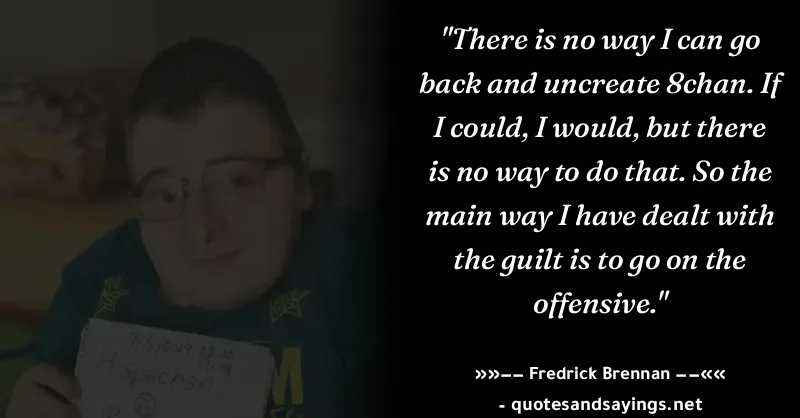 "There is no way I can go
back and uncreate 8chan. If
I could, I would, but there
is no way to do that. So the
main way I have dealt with
the guilt is to go on the
offensive."
»»–– Fredrick Brennan ––««
- quotesandsayings.net